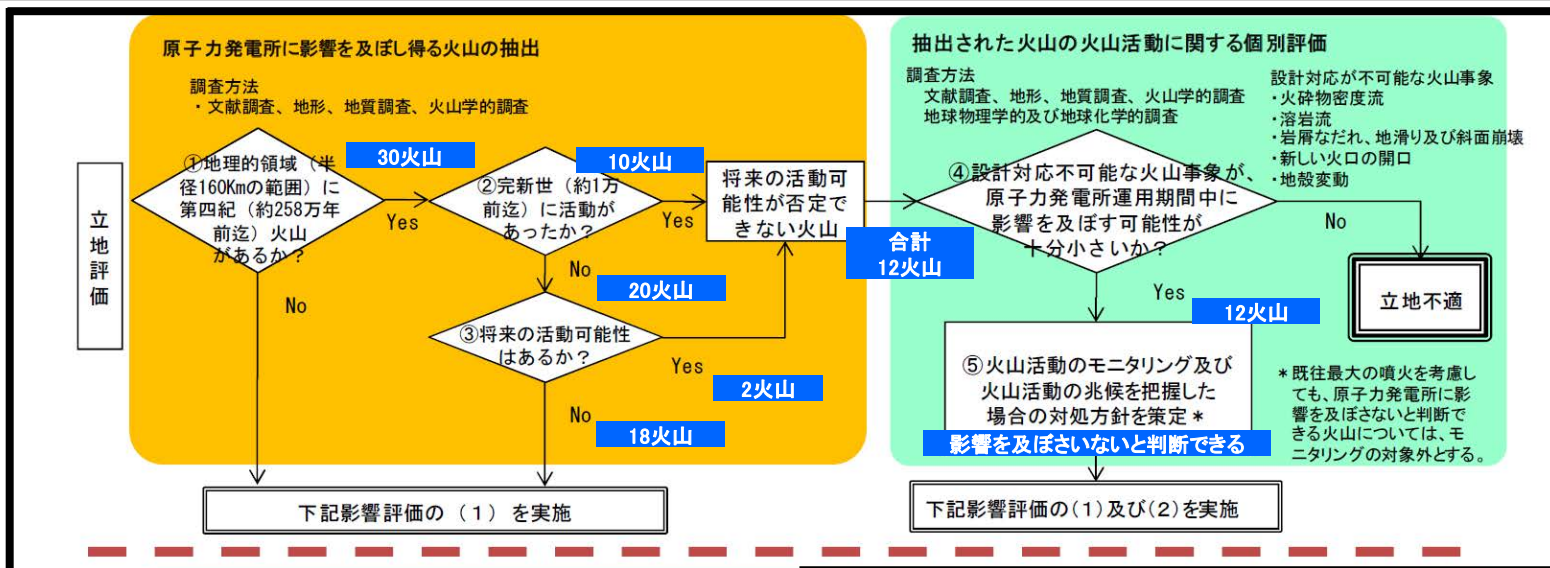 原子力発電所に影響を及ぼし得る火山の抽出
調査方法
・文献調査、地形、地質調査、火山学的調査
立地評価
①地理的領域（半
径160Kmの範囲）に
第四紀（約258万年
前迄）火山
があるか？
30火山
Yes
No
②完新世（約1万
前迄）に活動が
あったか？
10火山
Yes
No
20火山
③将来の活動可能性
はあるか？
Yes
2火山
No
18火山
将来の活動可
能性が否定で
きない火山
合計
12火山
下記影響評価の（１）を実施
抽出された火山の火山活動に関する個別評価
調査方法
文献調査、地形、地質調査、火山学的調査
地球物理学的及び地球化学的調査
設計対応が不可能な火山事象
・火砕物密度流
・溶岩流
・岩屑なだれ、地滑り及び斜面崩壊
・新しい火口の開口
・地殻変動
④設計対応不可能な火山事象が、
原子力発電所運用期間中に
影響を及ぼす可能性が
十分小さいか？
No
立地不適
Yes
12火山
⑤火山活動のモニタリング及び
火山活動の兆候を把握した
場合の対処方針を策定＊
影響を及ぼさいないと判断できる
＊既往最大の噴火を考慮し
ても、原子力発電所に影
響を及ぼさないと判断で
きる火山については、モ
ニタリングの対象外とする。
下記影響評価の（１）及び（２）を実施